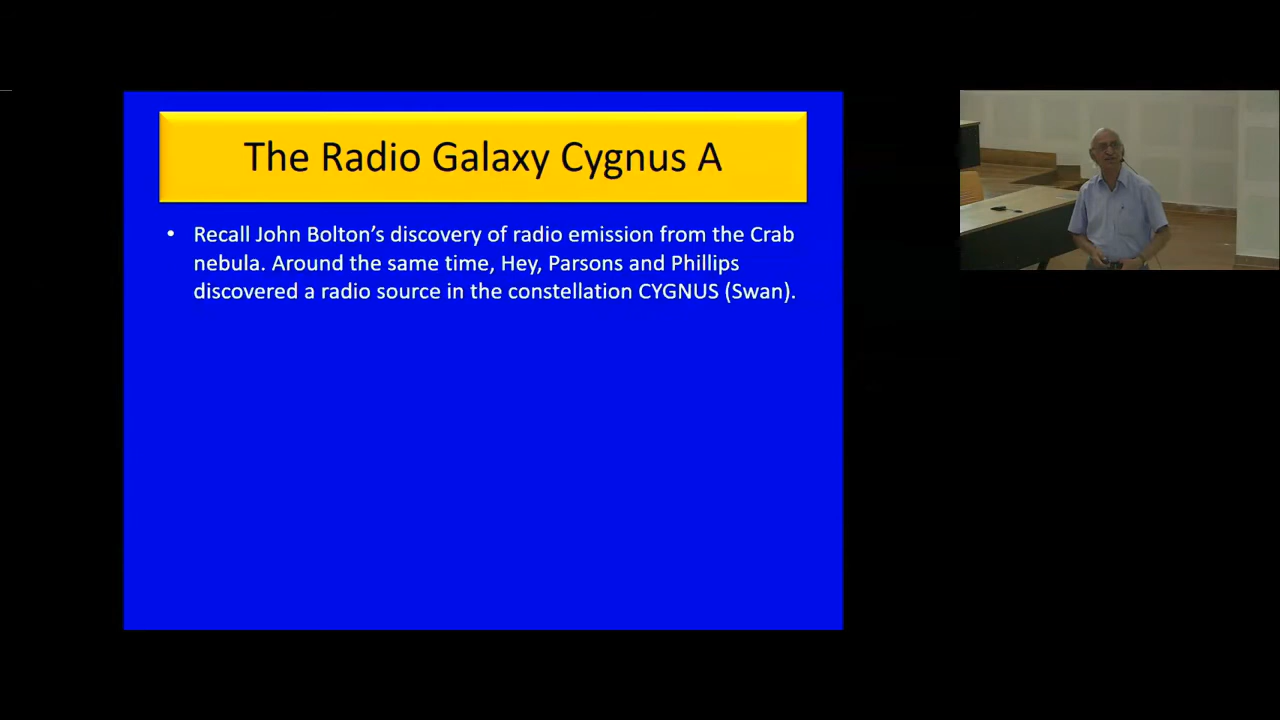 The Radio Galaxy Cygnus A
• Recall John Bolton’s discovery of radio emission from the Crab
nebula. Around the same time, Hey, Parsons and Phillips
discovered a radio source in the constellation CYGNUS (Swan).